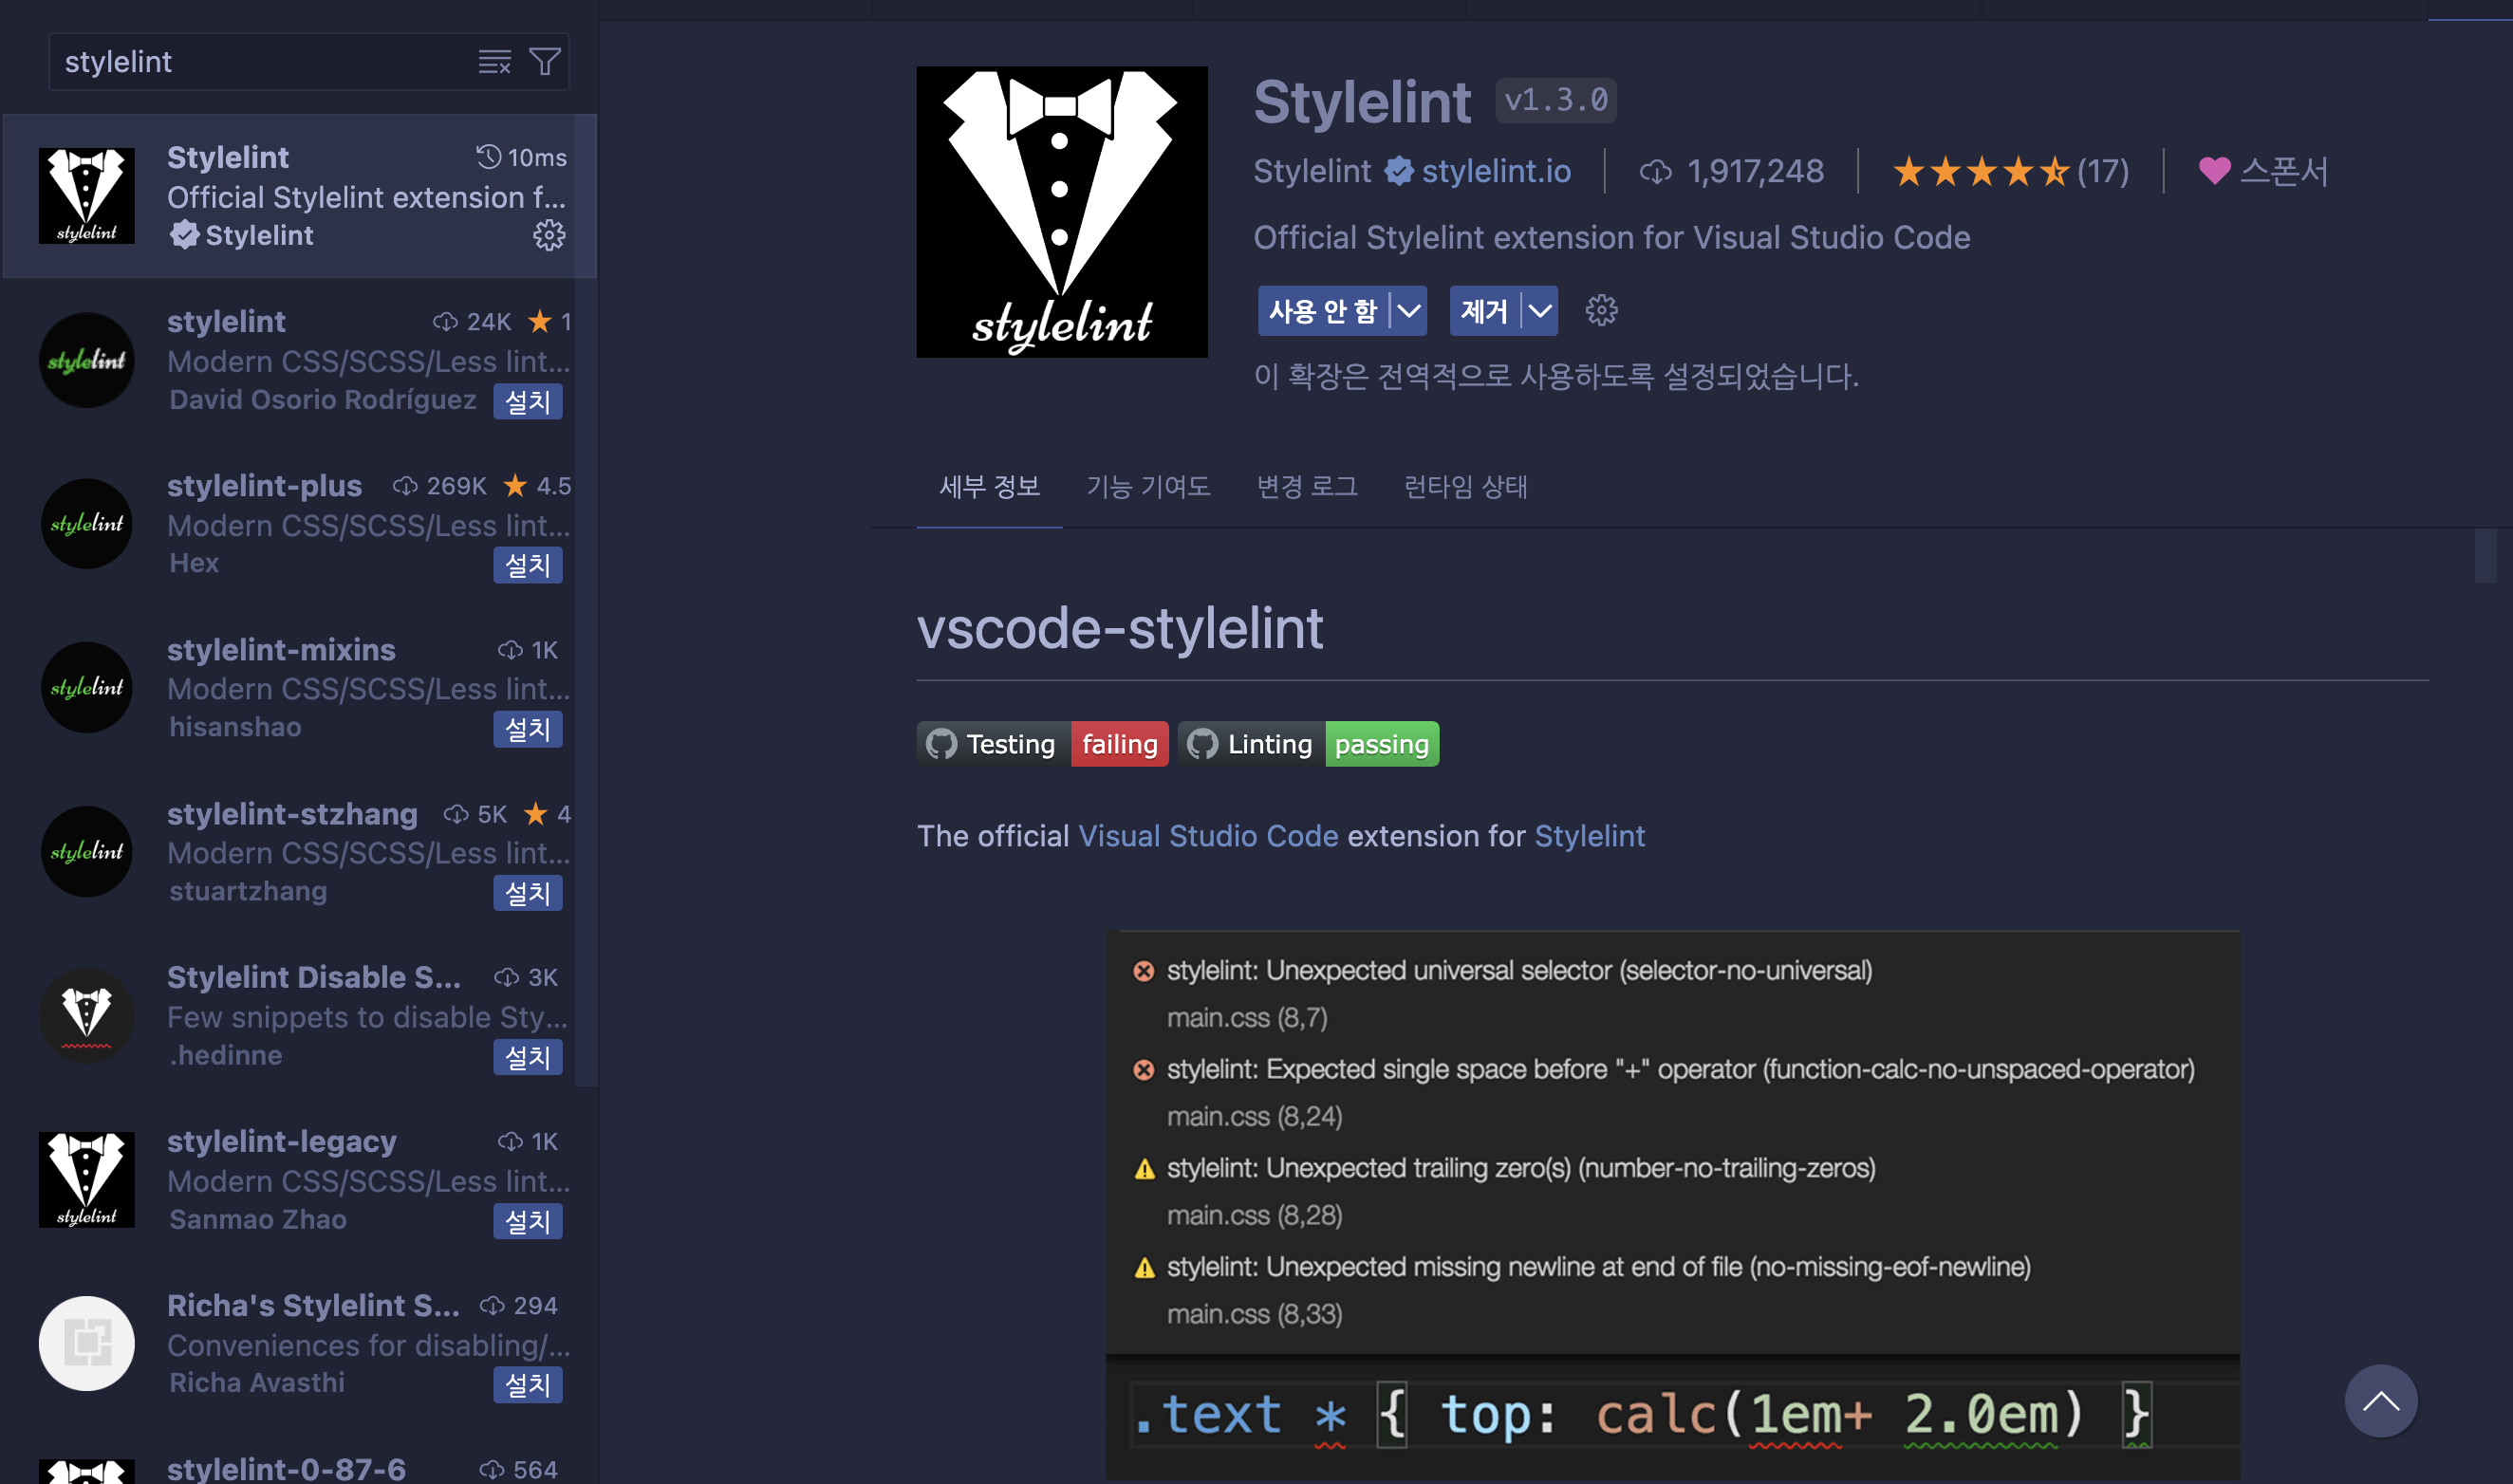 stylelint
Stylelint 10ms
Official Stylelint extension f...
Stylelint
stylelint
stylelint 24K 1
Modern CSS/SCSS/Less lint...
David Osorio Rodríguez 설치
stylelint
stylelint-plus 269K 4.5
Modern CSS/SCSS/Less lint...
Hex 설치
stylelint
stylelint-mixins 1K
Modern CSS/SCSS/Less lint...
hisanshao 설치
stylelint
stylelint-stzhang 5K 4
Modern CSS/SCSS/Less lint...
stuartzhang 설치
stylelint
Stylelint Disable S... 3K
Few snippets to disable Sty...
.hedinne 설치
stylelint-legacy 1K
Modern CSS/SCSS/Less lint...
Sanmao Zhao 설치
stylelint
Richa's Stylelint S... 294
Conveniences for disabling/...
Richa Avasthi 설치
stylelint-0-87-6 564
stylelint
Stylelint v1.3.0
Stylelint stylelint.io 1,917,248 (17) 스폰서
Official Stylelint extension for Visual Studio Code
사용 안 함 제거
이 확장은 전역적으로 사용하도록 설정되었습니다.
세부 정보 기능 기여도 변경 로그 런타임 상태
vscode-stylelint
Testing failing Linting passing
The official Visual Studio Code extension for Stylelint
stylelint: Unexpected universal selector (selector-no-universal)
main.css (8,7)
stylelint: Expected single space before "+" operator (function-calc-no-unspaced-operator)
main.css (8,24)
stylelint: Unexpected trailing zero(s) (number-no-trailing-zeros)
main.css (8,28)
stylelint: Unexpected missing newline at end of file (no-missing-eof-newline)
main.css (8,33)
.text * { top: calc(1em+ 2.0em) }